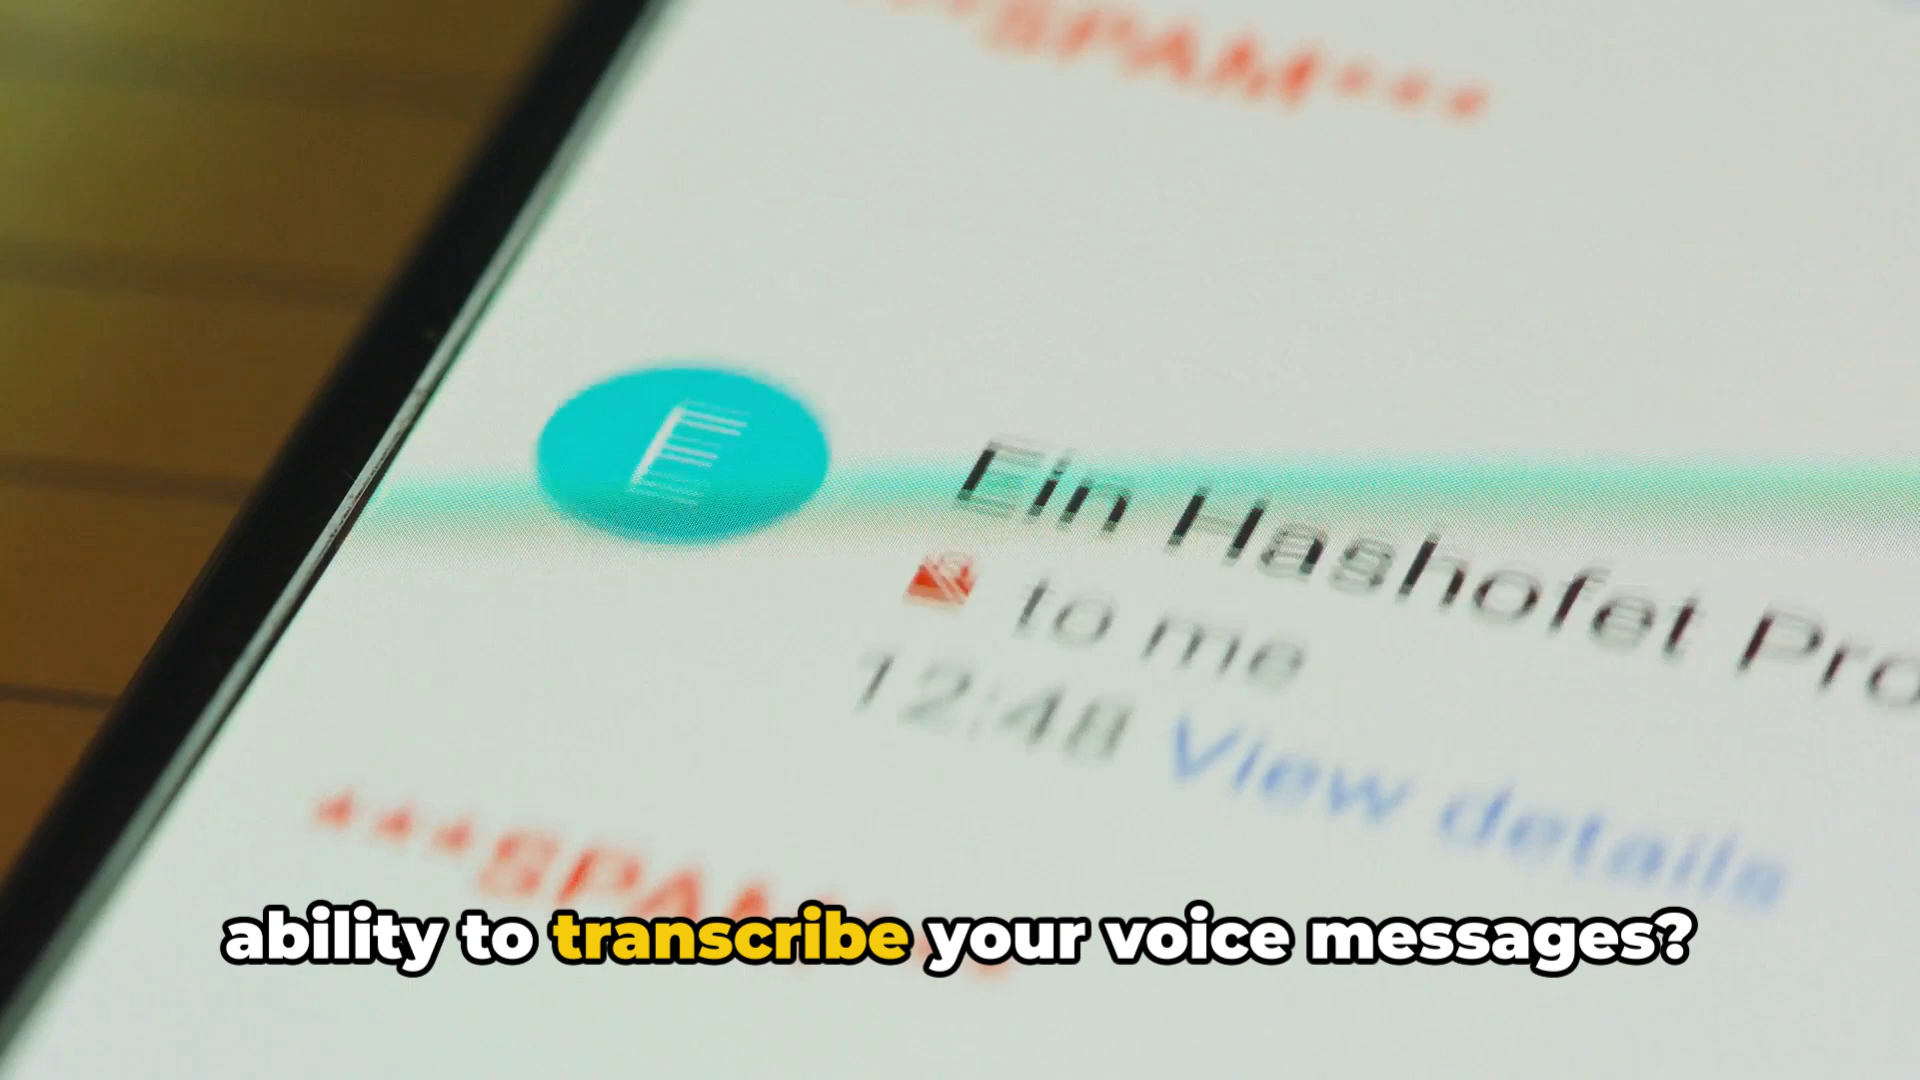 ***SPAM***
E
Ein Hashofet Pro
to me
12:48 View details
***SPAM
ability to transcribe your voice messages?